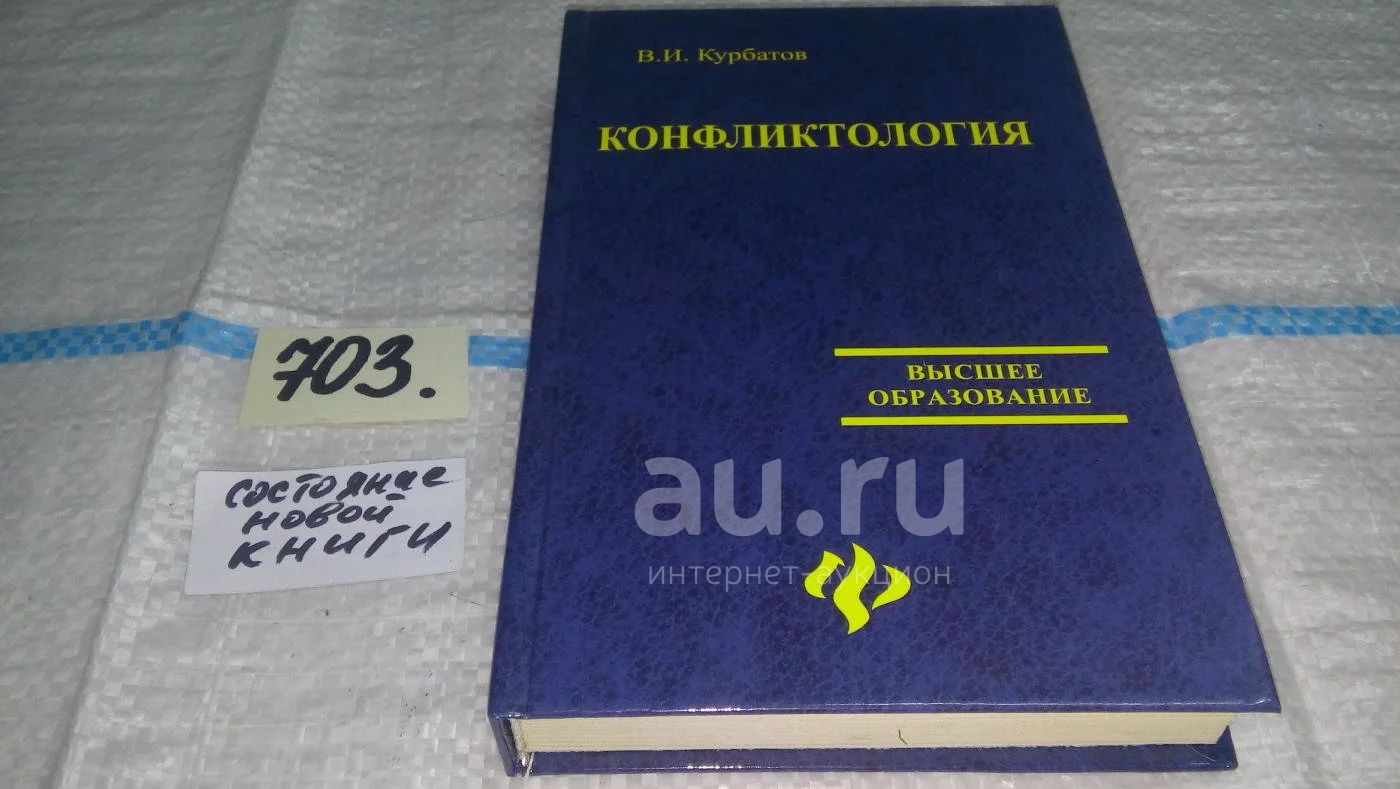 В.И. Курбатов
КОНФЛИКТОЛОГИЯ
ВЫСШЕЕ
ОБРАЗОВАНИЕ
703.
состояние
новой
книги
au.ru
интернет аукцион